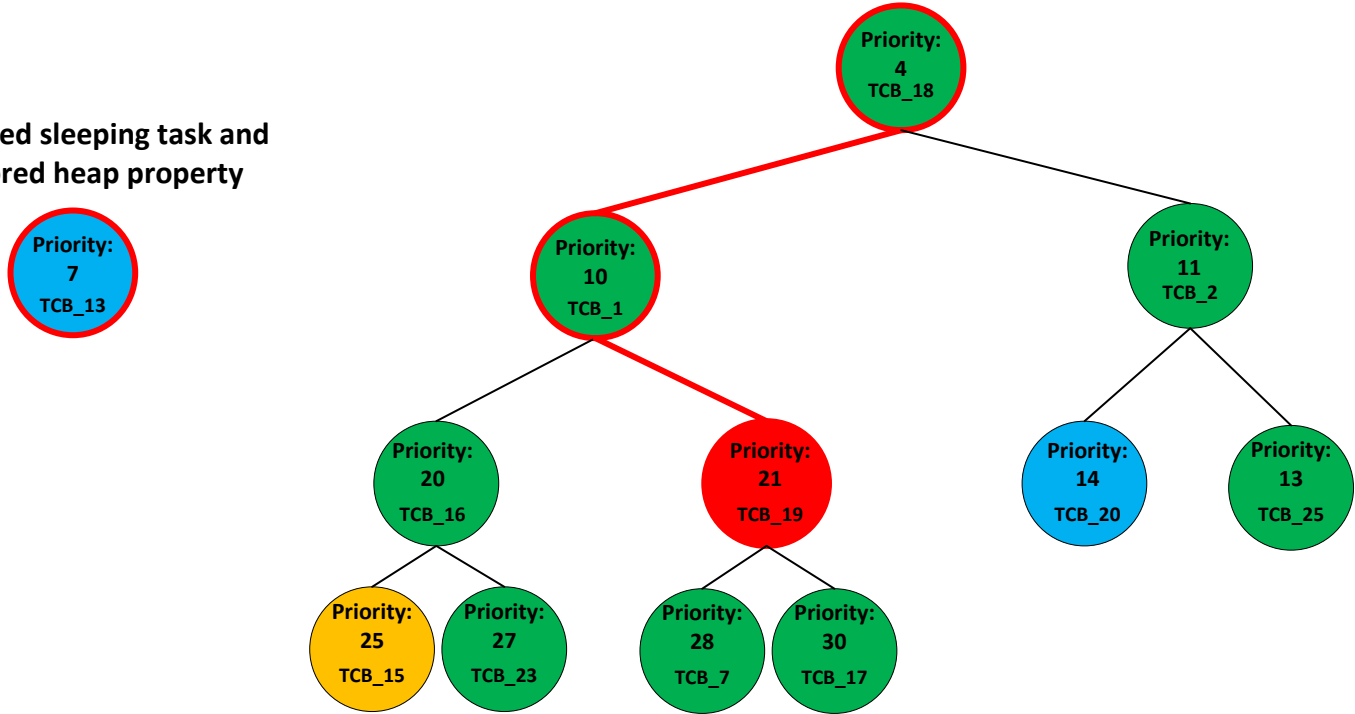 Priority:
4
TCB_18
ed sleeping task and
red heap property
Priority:
7
TCB_13
Priority:
10
TCB_1
Priority:
11
TCB_2
Priority:
20
TCB_16
Priority:
21
TCB_19
Priority:
14
TCB_20
Priority:
13
TCB_25
Priority:
25
TCB_15
Priority:
27
TCB_23
Priority:
28
TCB_7
Priority:
30
TCB_17